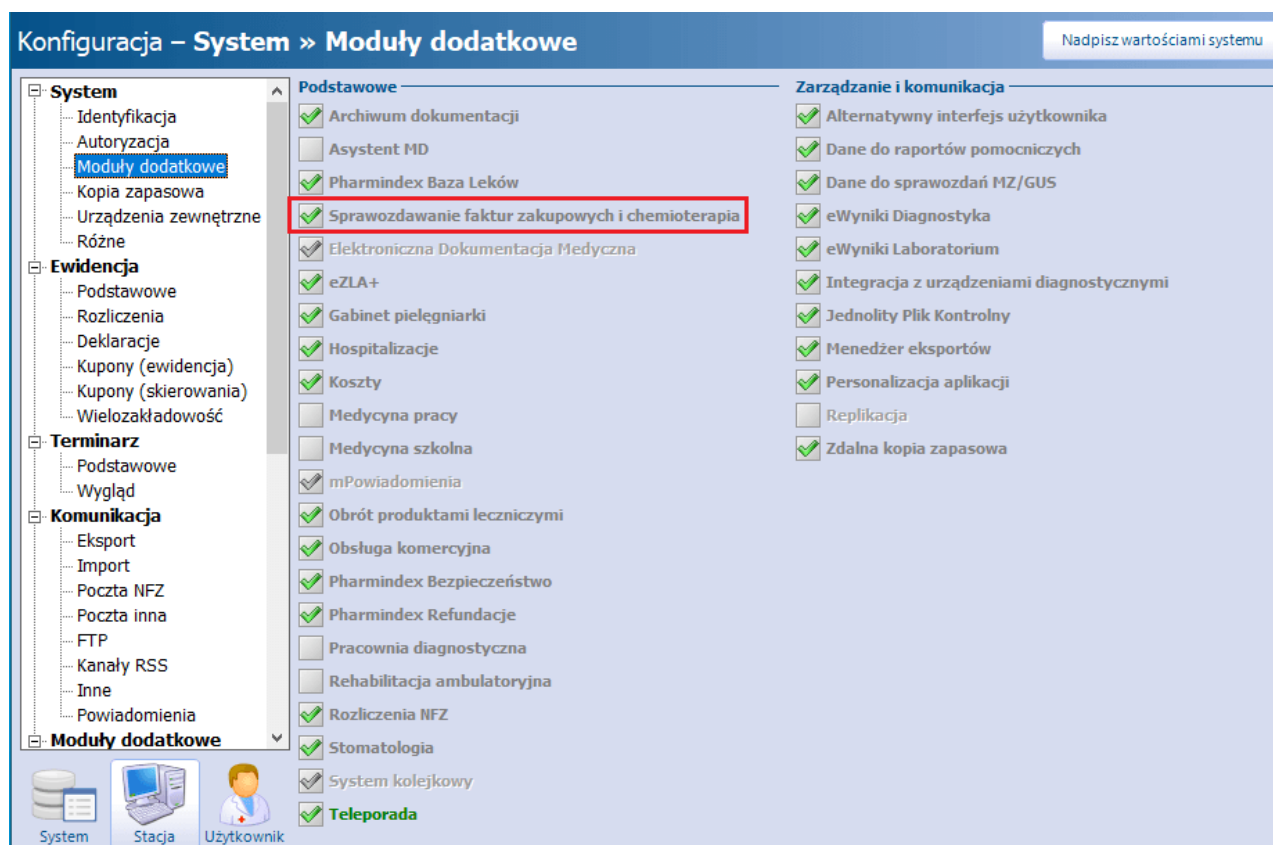 Konfiguracja – System » Moduły dodatkowe
Nadpisz wartościami systemu
System
Identyfikacja
Autoryzacja
Moduły dodatkowe
Kopia zapasowa
Urządzenia zewnętrzne
Różne
Ewidencja
Podstawowe
Rozliczenia
Deklaracje
Kupony (ewidencja)
Kupony (skierowania)
Wielozakładowość
Terminarz
Podstawowe
Wygląd
Komunikacja
Eksport
Import
Poczta NFZ
Poczta inna
FTP
Kanały RSS
Inne
Powiadomienia
Moduły dodatkowe
System
Stacja
Użytkownik
Podstawowe
Archiwum dokumentacji
Asystent MD
Pharmindex Baza Leków
Sprawozdawanie faktur zakupowych i chemioterapia
Elektroniczna Dokumentacja Medyczna
eZLA+
Gabinet pielęgniarki
Hospitalizacje
Koszty
Medycyna pracy
Medycyna szkolna
mPowiadomienia
Obrót produktami leczniczymi
Obsługa komercyjna
Pharmindex Bezpieczeństwo
Pharmindex Refundacje
Pracownia diagnostyczna
Rehabilitacja ambulatoryjna
Rozliczenia NFZ
Stomatologia
System kolejkowy
Teleporada
Zarządzanie i komunikacja
Alternatywny interfejs użytkownika
Dane do raportów pomocniczych
Dane do sprawozdań MZ/GUS
eWyniki Diagnostyka
eWyniki Laboratorium
Integracja z urządzeniami diagnostycznymi
Jednolity Plik Kontrolny
Menedżer eksportów
Personalizacja aplikacji
Replikacja
Zdalna kopia zapasowa